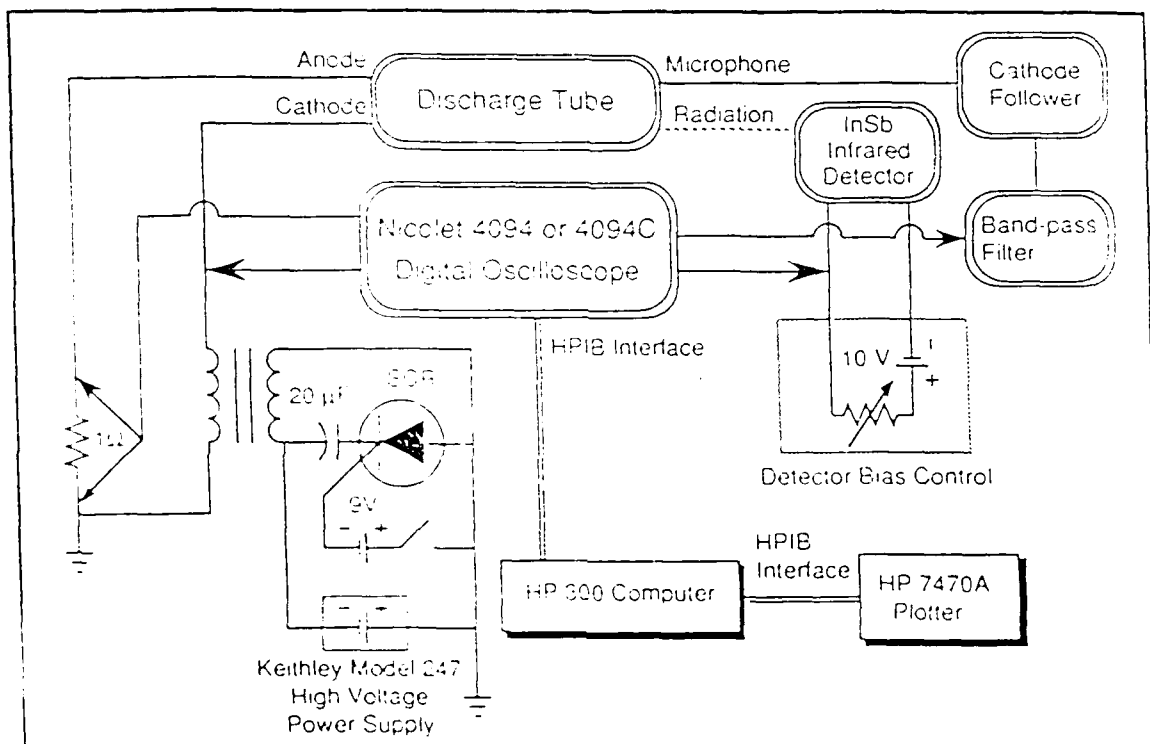 Anode
Microphone
Cathode
Follower
Discharge Tube
Cathode
Radiation
InSb
Infrared
Detector
Nicolet 4094 or 4094C
Digital Oscilloscope
Band-pass
Filter
HPIB Interface
10 V
-
+
20 µF
SCR
1Ω
9V
- +
Detector Bias Control
HPIB
Interface
HP 300 Computer
HP 7470A
Plotter
- +
Keithley Model 247
High Voltage
Power Supply